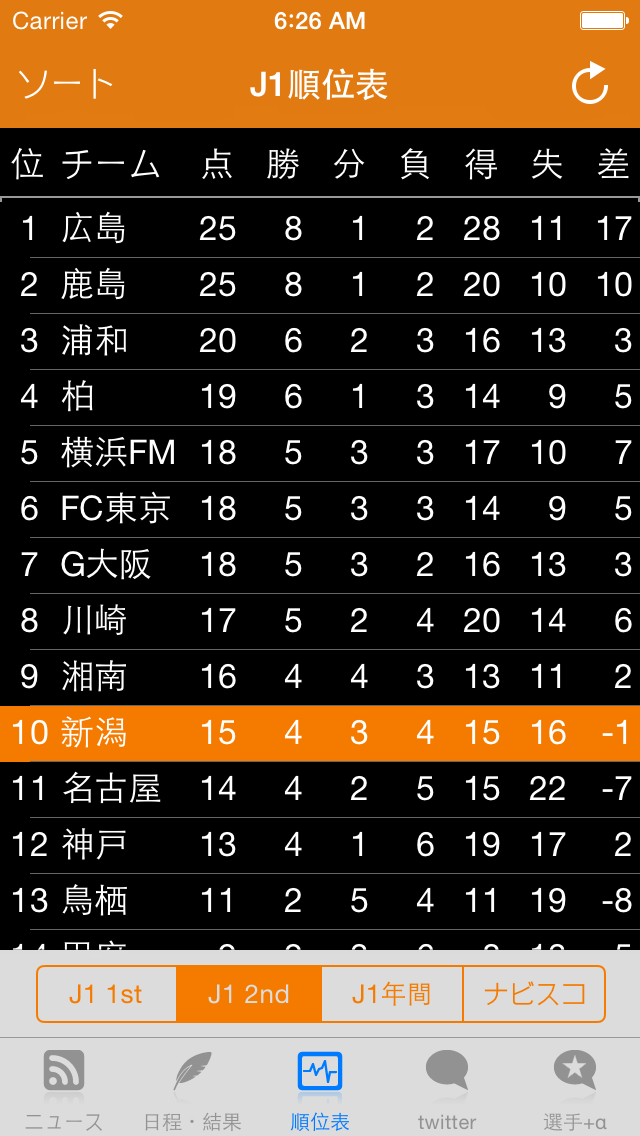 Carrier 6:26 AM
ソート J1順位表
位 チーム 点 勝 分 負 得 失 差
1 広島 25 8 1 2 28 11 17
2 鹿島 25 8 1 2 20 10 10
3 浦和 20 6 2 3 16 13 3
4 柏 19 6 1 3 14 9 5
5 横浜FM 18 5 3 3 17 10 7
6 FC東京 18 5 3 3 14 9 5
7 G大阪 18 5 3 2 16 13 3
8 川崎 17 5 2 4 20 14 6
9 湘南 16 4 4 3 13 11 2
10 新潟 15 4 3 4 15 16 -1
11 名古屋 14 4 2 5 15 22 -7
12 神戸 13 4 1 6 19 17 2
13 鳥栖 11 2 5 4 11 19 -8
J1 1st J1 2nd J1年間 ナビスコ
ニュース 日程・結果 順位表 twitter 選手+α